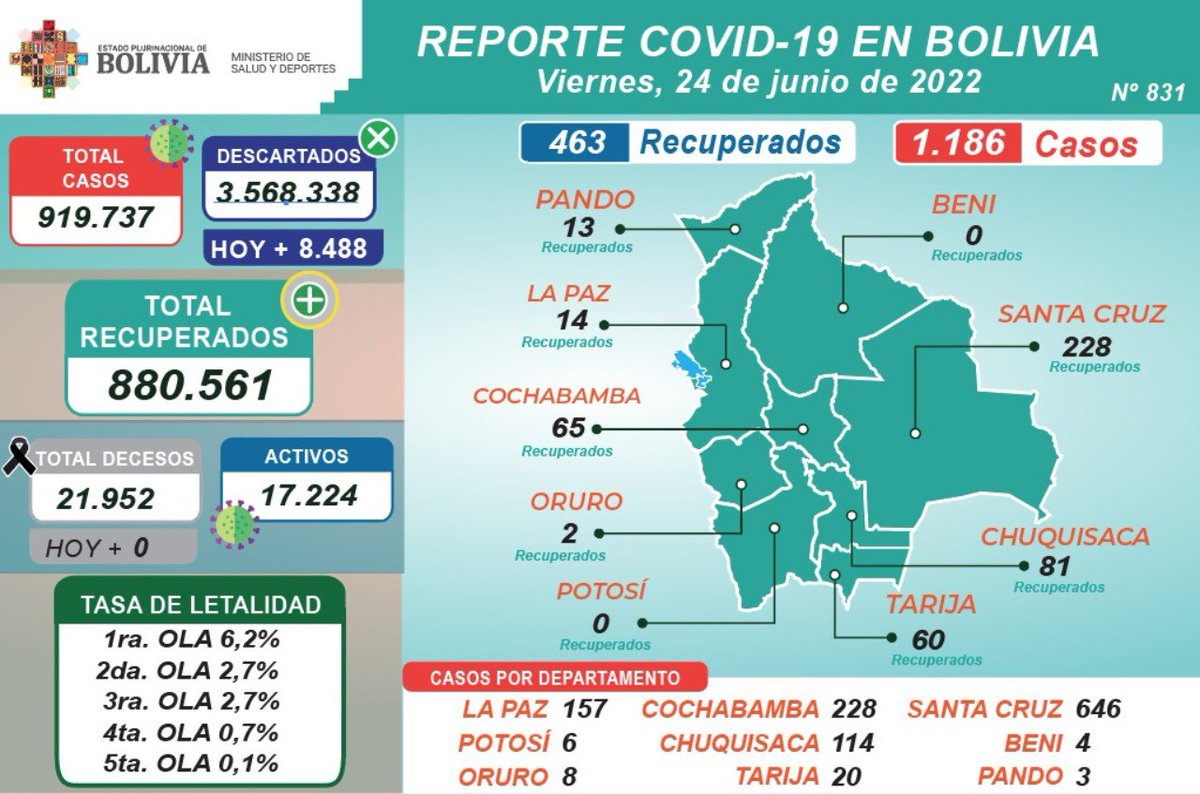 ESTADO PLURINACIONAL DE
BOLIVIA
MINISTERIO DE
SALUD Y DEPORTES
REPORTE COVID-19 EN BOLIVIA
Viernes, 24 de junio de 2022
Nº 831
TOTAL
CASOS
919.737
DESCARTADOS
3.568.338
HOY + 8.488
TOTAL
RECUPERADOS
880.561
TOTAL DECESOS
21.952
HOY + 0
ACTIVOS
17.224
TASA DE LETALIDAD
1ra. OLA 6,2%
2da. OLA 2,7%
3ra. OLA 2,7%
4ta. OLA 0,7%
5ta. OLA 0,1%
463 Recuperados
1.186 Casos
PANDO
13
Recuperados
BENI
0
Recuperados
LA PAZ
14
Recuperados
SANTA CRUZ
228
Recuperados
COCHABAMBA
65
Recuperados
ORURO
2
Recuperados
CHUQUISACA
81
Recuperados
POTOSÍ
0
Recuperados
TARIJA
60
Recuperados
CASOS POR DEPARTAMENTO
LA PAZ 157 COCHABAMBA 228 SANTA CRUZ 646
POTOSÍ 6 CHUQUISACA 114 BENI 4
ORURO 8 TARIJA 20 PANDO 3